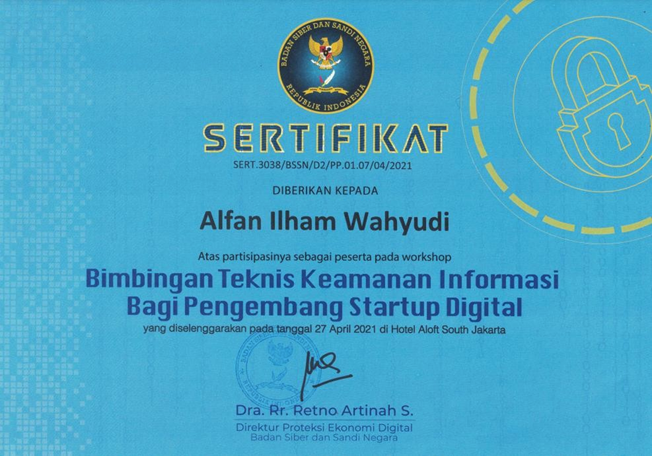 BADAN SIBER DAN SANDI NEGARA
REPUBLIK INDONESIA
SERTIFIKAT
SERT.3038/BSSN/D2/PP.01.07/04/2021
DIBERIKAN KEPADA
Alfan Ilham Wahyudi
Atas partisipasinya sebagai peserta pada workshop
Bimbingan Teknis Keamanan Informasi
Bagi Pengembang Startup Digital
yang diselenggarakan pada tanggal 27 April 2021 di Hotel Aloft South Jakarta
Dra. Rr. Retno Artinah S.
Direktur Proteksi Ekonomi Digital
Badan Siber dan Sandi Negara